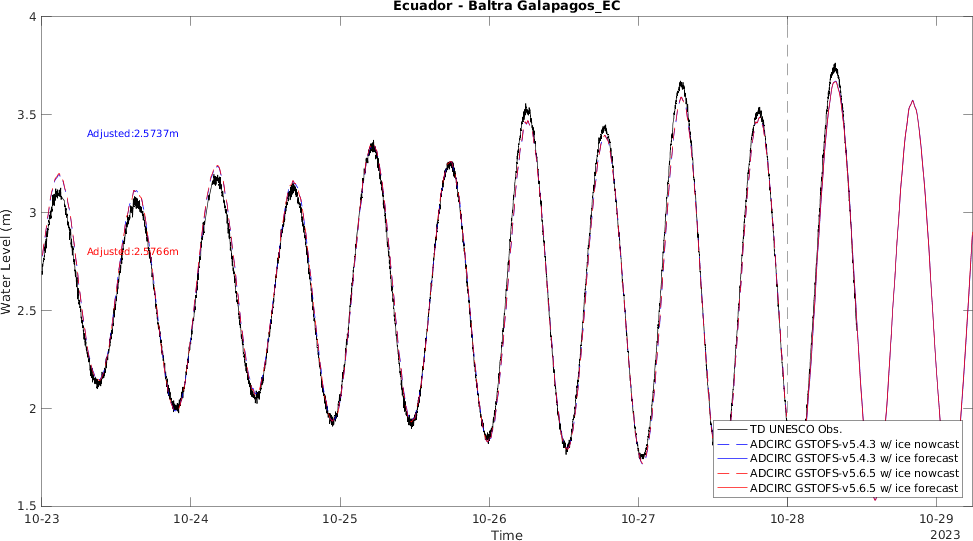 Ecuador - Baltra Galapagos_EC
4
3.5
3
2.5
2
1.5
Water Level (m)
Adjusted:2.5737m
Adjusted:2.5766m
TD UNESCO Obs.
ADCIRC GSTOFS-v5.4.3 w/ ice nowcast
ADCIRC GSTOFS-v5.4.3 w/ ice forecast
ADCIRC GSTOFS-v5.6.5 w/ ice nowcast
ADCIRC GSTOFS-v5.6.5 w/ ice forecast
10-23 10-24 10-25 10-26 10-27 10-28 10-29
Time
2023